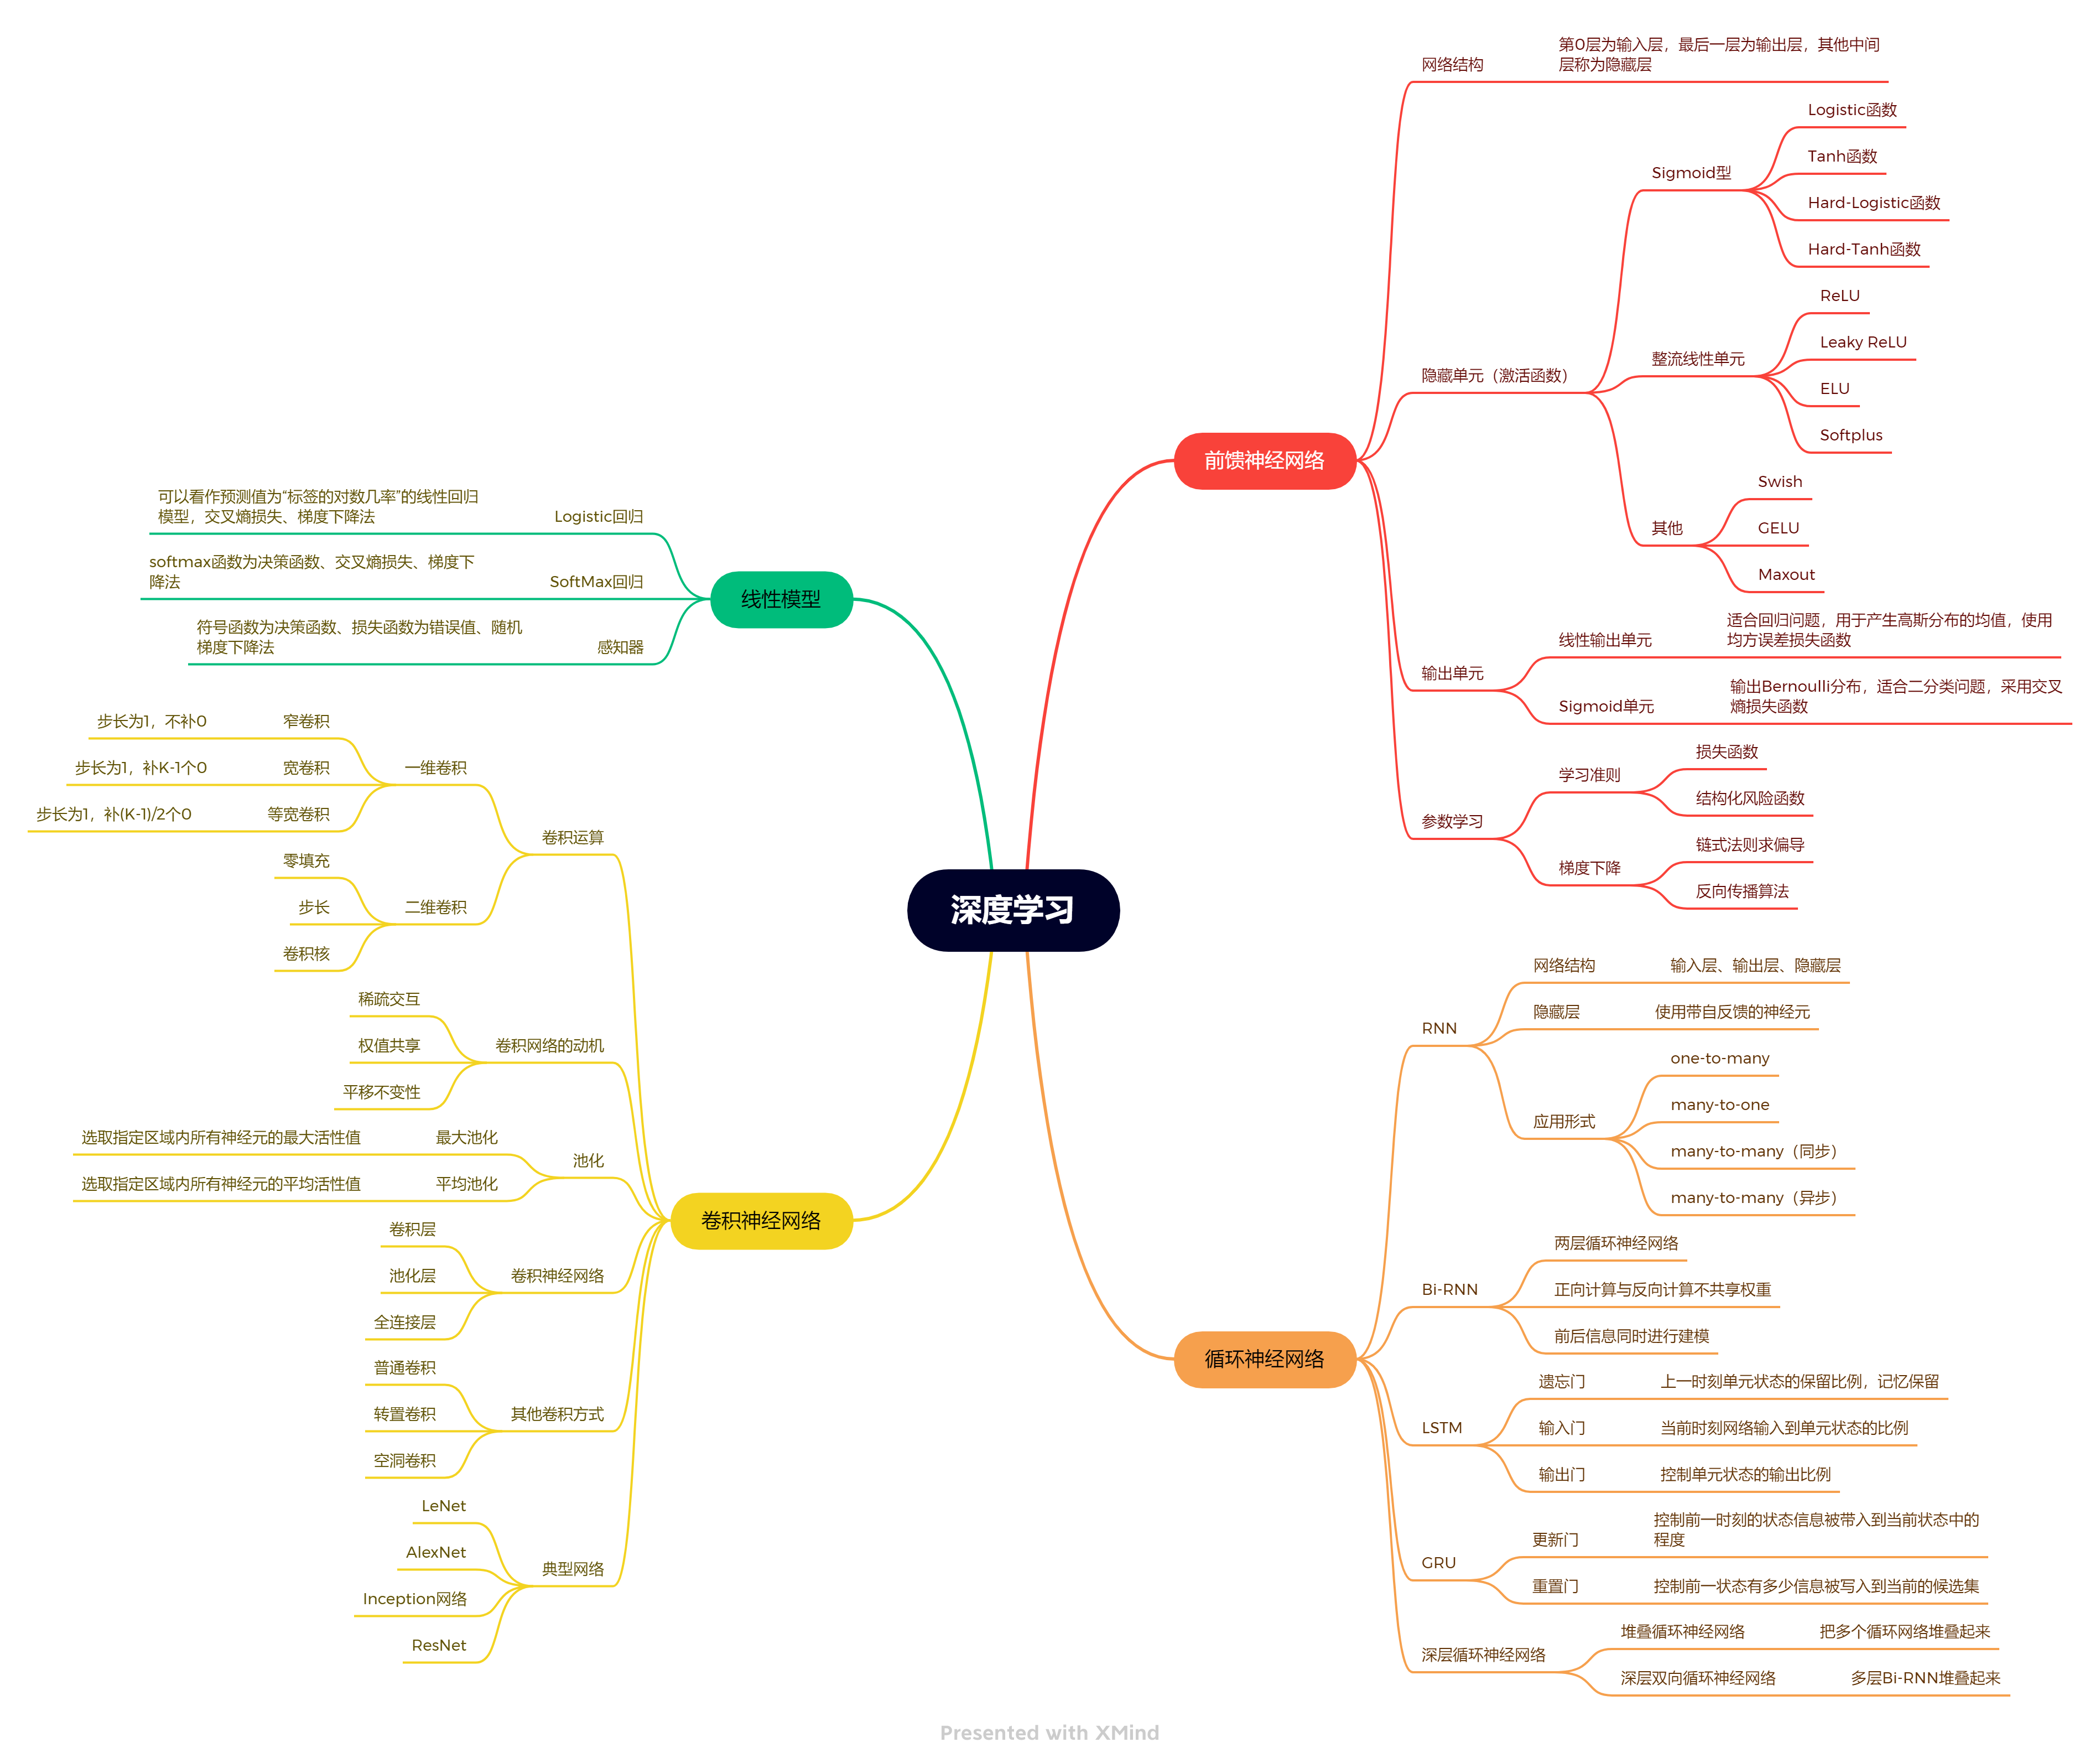 深度学习
前馈神经网络
网络结构
第0层为输入层，最后一层为输出层，其他中间
层称为隐藏层
隐藏单元（激活函数）
Sigmoid型
Logistic函数
Tanh函数
Hard-Logistic函数
Hard-Tanh函数
整流线性单元
ReLU
Leaky ReLU
ELU
Softplus
其他
Swish
GELU
Maxout
输出单元
线性输出单元
适合回归问题，用于产生高斯分布的均值，使用
均方误差损失函数
Sigmoid单元
输出Bernoulli分布，适合二分类问题，采用交叉
熵损失函数
参数学习
学习准则
损失函数
结构化风险函数
梯度下降
链式法则求偏导
反向传播算法
循环神经网络
RNN
网络结构
输入层、输出层、隐藏层
隐藏层
使用带自反馈的神经元
应用形式
one-to-many
many-to-one
many-to-many（同步）
many-to-many（异步）
Bi-RNN
两层循环神经网络
正向计算与反向计算不共享权重
前后信息同时进行建模
LSTM
遗忘门
上一时刻单元状态的保留比例，记忆保留
输入门
当前时刻网络输入到单元状态的比例
输出门
控制单元状态的输出比例
GRU
更新门
控制前一时刻的状态信息被带入到当前状态中的
程度
重置门
控制前一状态有多少信息被写入到当前的候选集
深层循环神经网络
堆叠循环神经网络
把多个循环网络堆叠起来
深层双向循环神经网络
多层Bi-RNN堆叠起来
线性模型
Logistic回归
可以看作预测值为“标签的对数几率”的线性回归
模型，交叉熵损失、梯度下降法
SoftMax回归
softmax函数为决策函数、交叉熵损失、梯度下
降法
感知器
符号函数为决策函数、损失函数为错误值、随机
梯度下降法
卷积神经网络
卷积运算
一维卷积
窄卷积
步长为1，不补0
宽卷积
步长为1，补K-1个0
等宽卷积
步长为1，补(K-1)/2个0
二维卷积
零填充
步长
卷积核
卷积网络的动机
稀疏交互
权值共享
平移不变性
池化
最大池化
选取指定区域内所有神经元的最大活性值
平均池化
选取指定区域内所有神经元的平均活性值
卷积神经网络
卷积层
池化层
全连接层
其他卷积方式
普通卷积
转置卷积
空洞卷积
典型网络
LeNet
AlexNet
Inception网络
ResNet
Presented with XMind